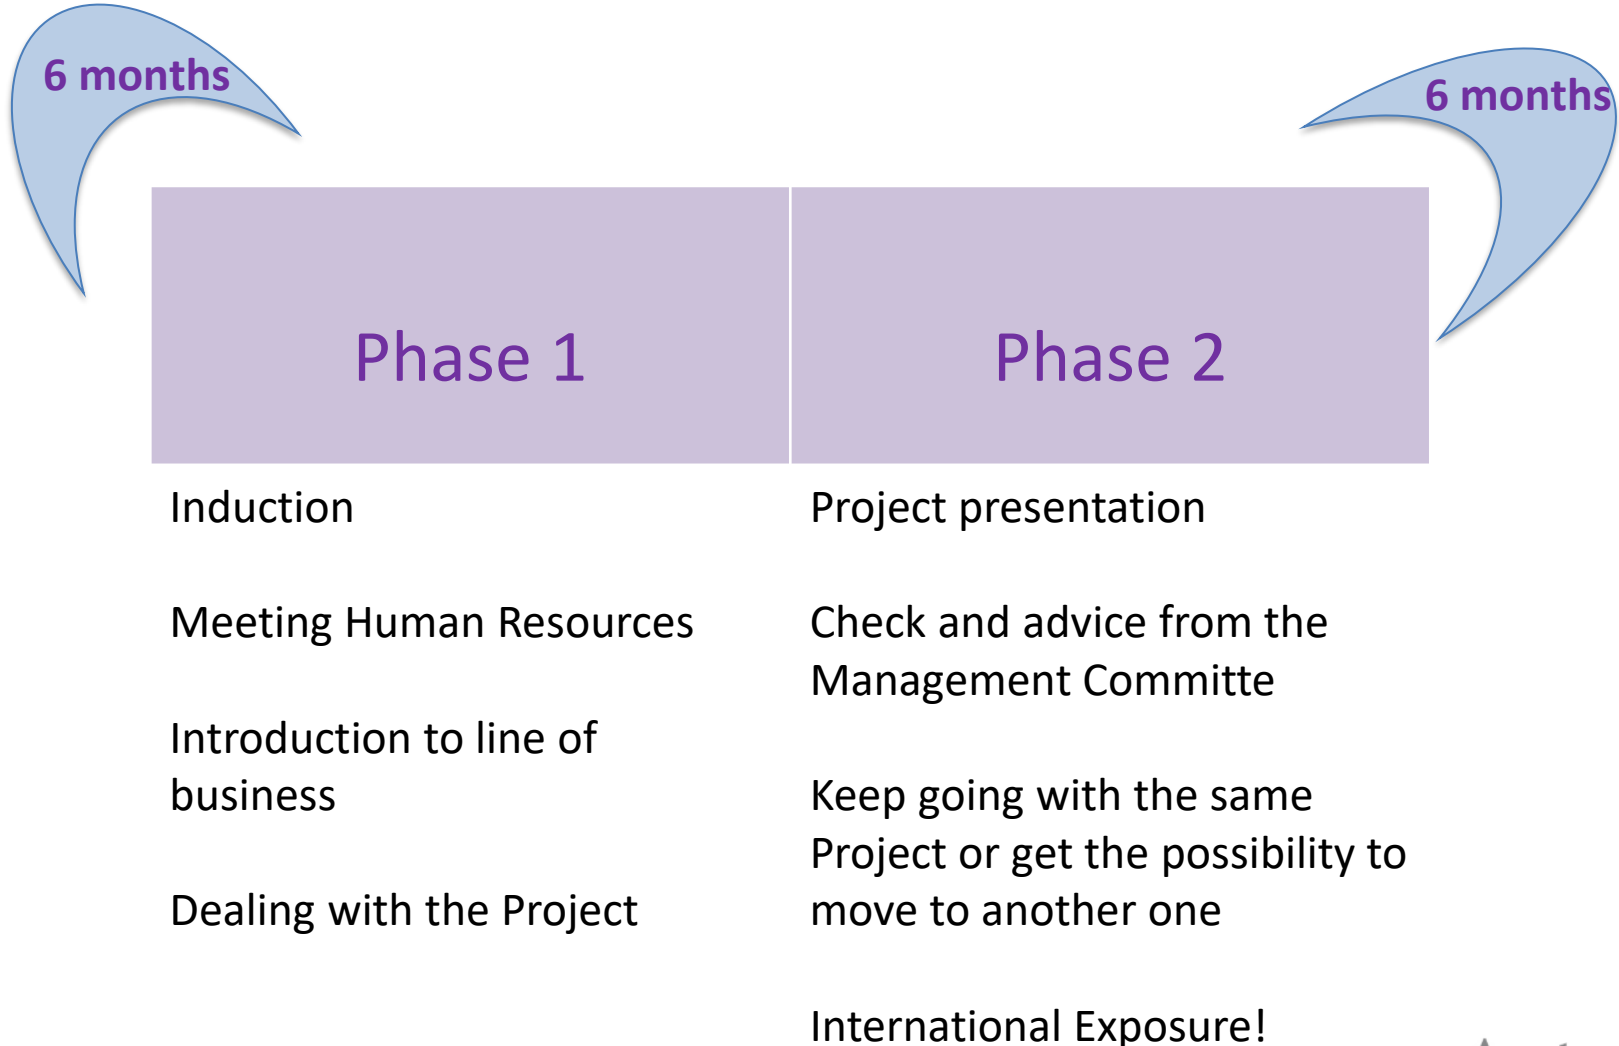 6 months
6 months
Phase 1
Phase 2
Induction
Meeting Human Resources
Introduction to line of
business
Dealing with the Project
Project presentation
Check and advice from the
Management Committe
Keep going with the same
Project or get the possibility to
move to another one
International Exposure!